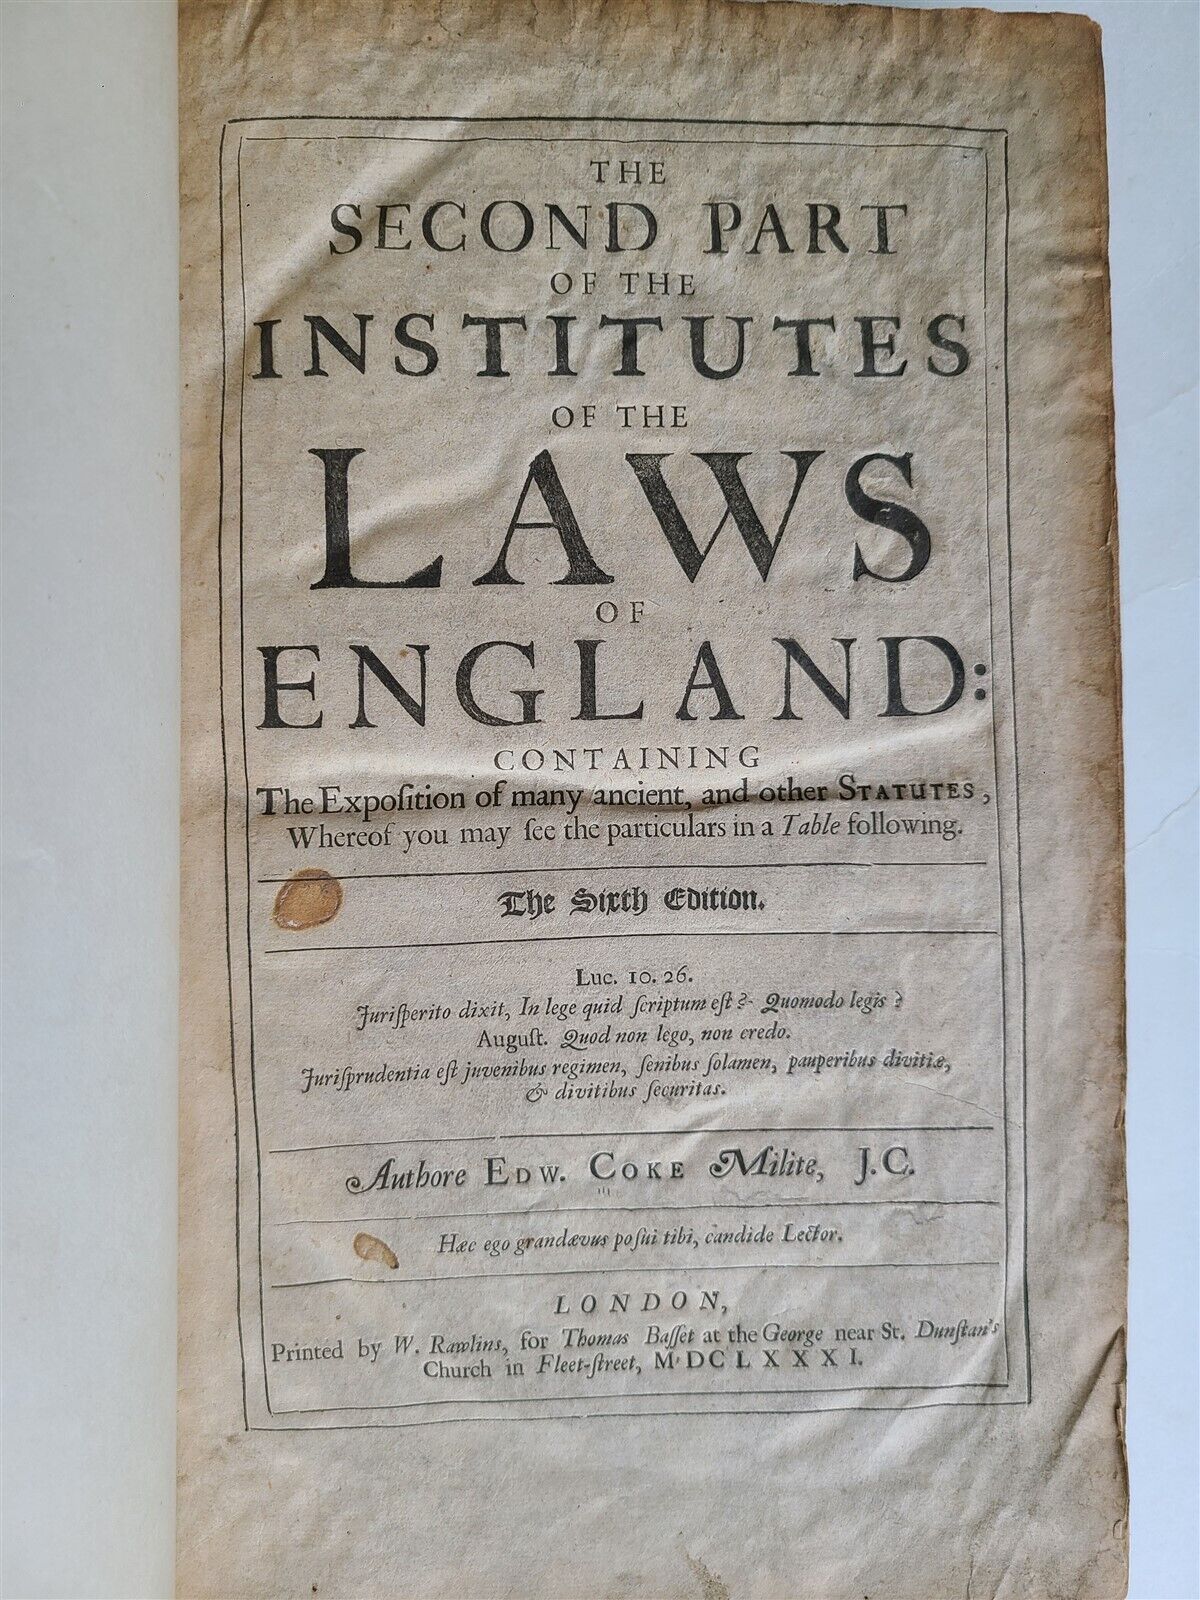 THE
SECOND PART
OF THE
INSTITUTES
OF THE
LAWS
OF
ENGLAND:
CONTAINING
The Expoſition of many ancient, and other STATUTES,
Whereof you may ſee the particulars in a Table following.
The Sixth Edition.
Luc. 10. 26.
Juriſperito dixit, In lege quid ſcriptum eſt? Quomodo legis?
Auguſt. Quod non lego, non credo.
Juriſprudentia eſt juvenibus regimen, ſenibus ſolamen, pauperibus divitiæ,
& divitibus ſecuritas.
Authore EDW. COKE Milite, J.C.
Hæc ego grandævus poſui tibi, candide Lector.
LONDON,
Printed by W. Rawlins, for Thomas Baſſet at the George near St. Dunſtan's
Church in Fleet-ſtreet, M·DCLXXXI.